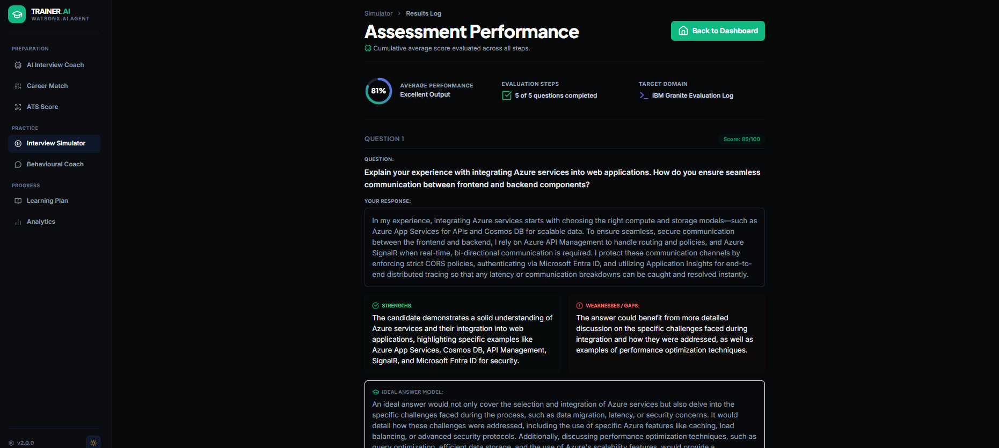 TRAINER.AI
WATSONX.AI AGENT
PREPARATION
AI Interview Coach
Career Match
ATS Score
PRACTICE
Interview Simulator
Behavioural Coach
PROGRESS
Learning Plan
Analytics
v2.0.0
Simulator > Results Log
Assessment Performance
Back to Dashboard
Cumulative average score evaluated across all steps.
81%
AVERAGE PERFORMANCE
Excellent Output
EVALUATION STEPS
5 of 5 questions completed
TARGET DOMAIN
IBM Granite Evaluation Log
QUESTION 1
Score: 85/100
QUESTION:
Explain your experience with integrating Azure services into web applications. How do you ensure seamless
communication between frontend and backend components?
YOUR RESPONSE:
In my experience, integrating Azure services starts with choosing the right compute and storage models—such as
Azure App Services for APIs and Cosmos DB for scalable data. To ensure seamless, secure communication
between the frontend and backend, I rely on Azure API Management to handle routing and policies, and Azure
SignalR when real-time, bi-directional communication is required. I protect these communication channels by
enforcing strict CORS policies, authenticating via Microsoft Entra ID, and utilizing Application Insights for end-to-
end distributed tracing so that any latency or communication breakdowns can be caught and resolved instantly.
STRENGTHS:
The candidate demonstrates a solid understanding of
Azure services and their integration into web
applications, highlighting specific examples like
Azure App Services, Cosmos DB, API Management,
SignalR, and Microsoft Entra ID for security.
WEAKNESSES / GAPS:
The answer could benefit from more detailed
discussion on the specific challenges faced during
integration and how they were addressed, as well as
examples of performance optimization techniques.
IDEAL ANSWER MODEL:
An ideal answer would not only cover the selection and integration of Azure services but also delve into the
specific challenges faced during the process, such as data migration, latency, or security concerns. It would
detail how these challenges were addressed, including the use of specific Azure features like caching, load
balancing, or advanced security protocols. Additionally, discussing performance optimization techniques, such as
query optimization, efficient data storage, and the use of Azure's scalability features, would provide a